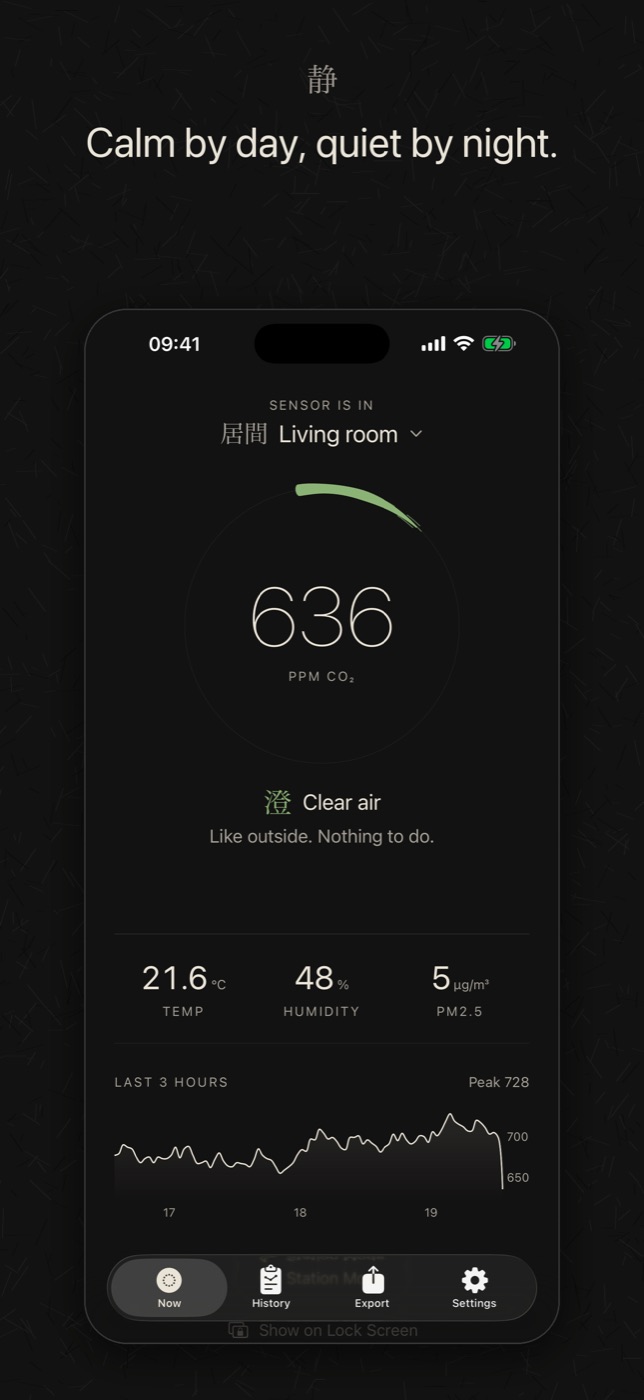 静
Calm by day, quiet by night.
09:41
SENSOR IS IN
居間 Living room
636
PPM CO₂
澄 Clear air
Like outside. Nothing to do.
21.6 °C 48 % 5 µg/m³
TEMP HUMIDITY PM2.5
LAST 3 HOURS Peak 728
700
650
17 18 19
Station M
Now History Export Settings
Show on Lock Screen